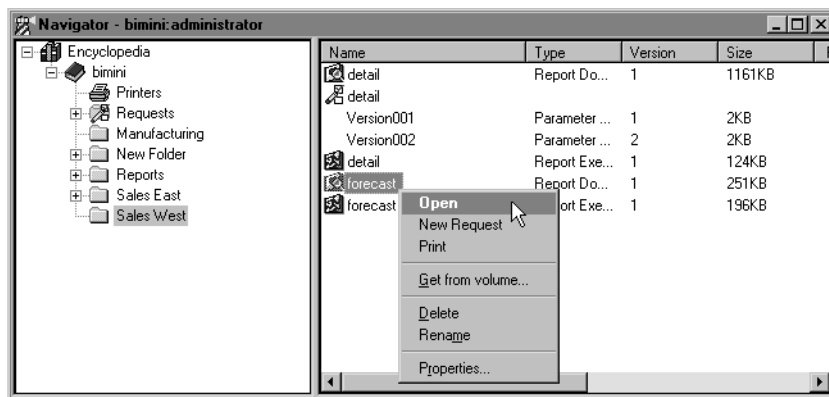 Navigator - bimini:administrator
Encyclopedia
bimini
Printers
Requests
Manufacturing
New Folder
Reports
Sales East
Sales West
Name Type Version Size
detail Report Do... 1 1161KB
detail
Version001 Parameter ... 1 2KB
Version002 Parameter ... 2 2KB
detail Report Exe... 1 124KB
forecast Report Do... 1 251KB
forecast ort Exe... 1 196KB
Open
New Request
Print
Get from volume...
Delete
Rename
Properties...